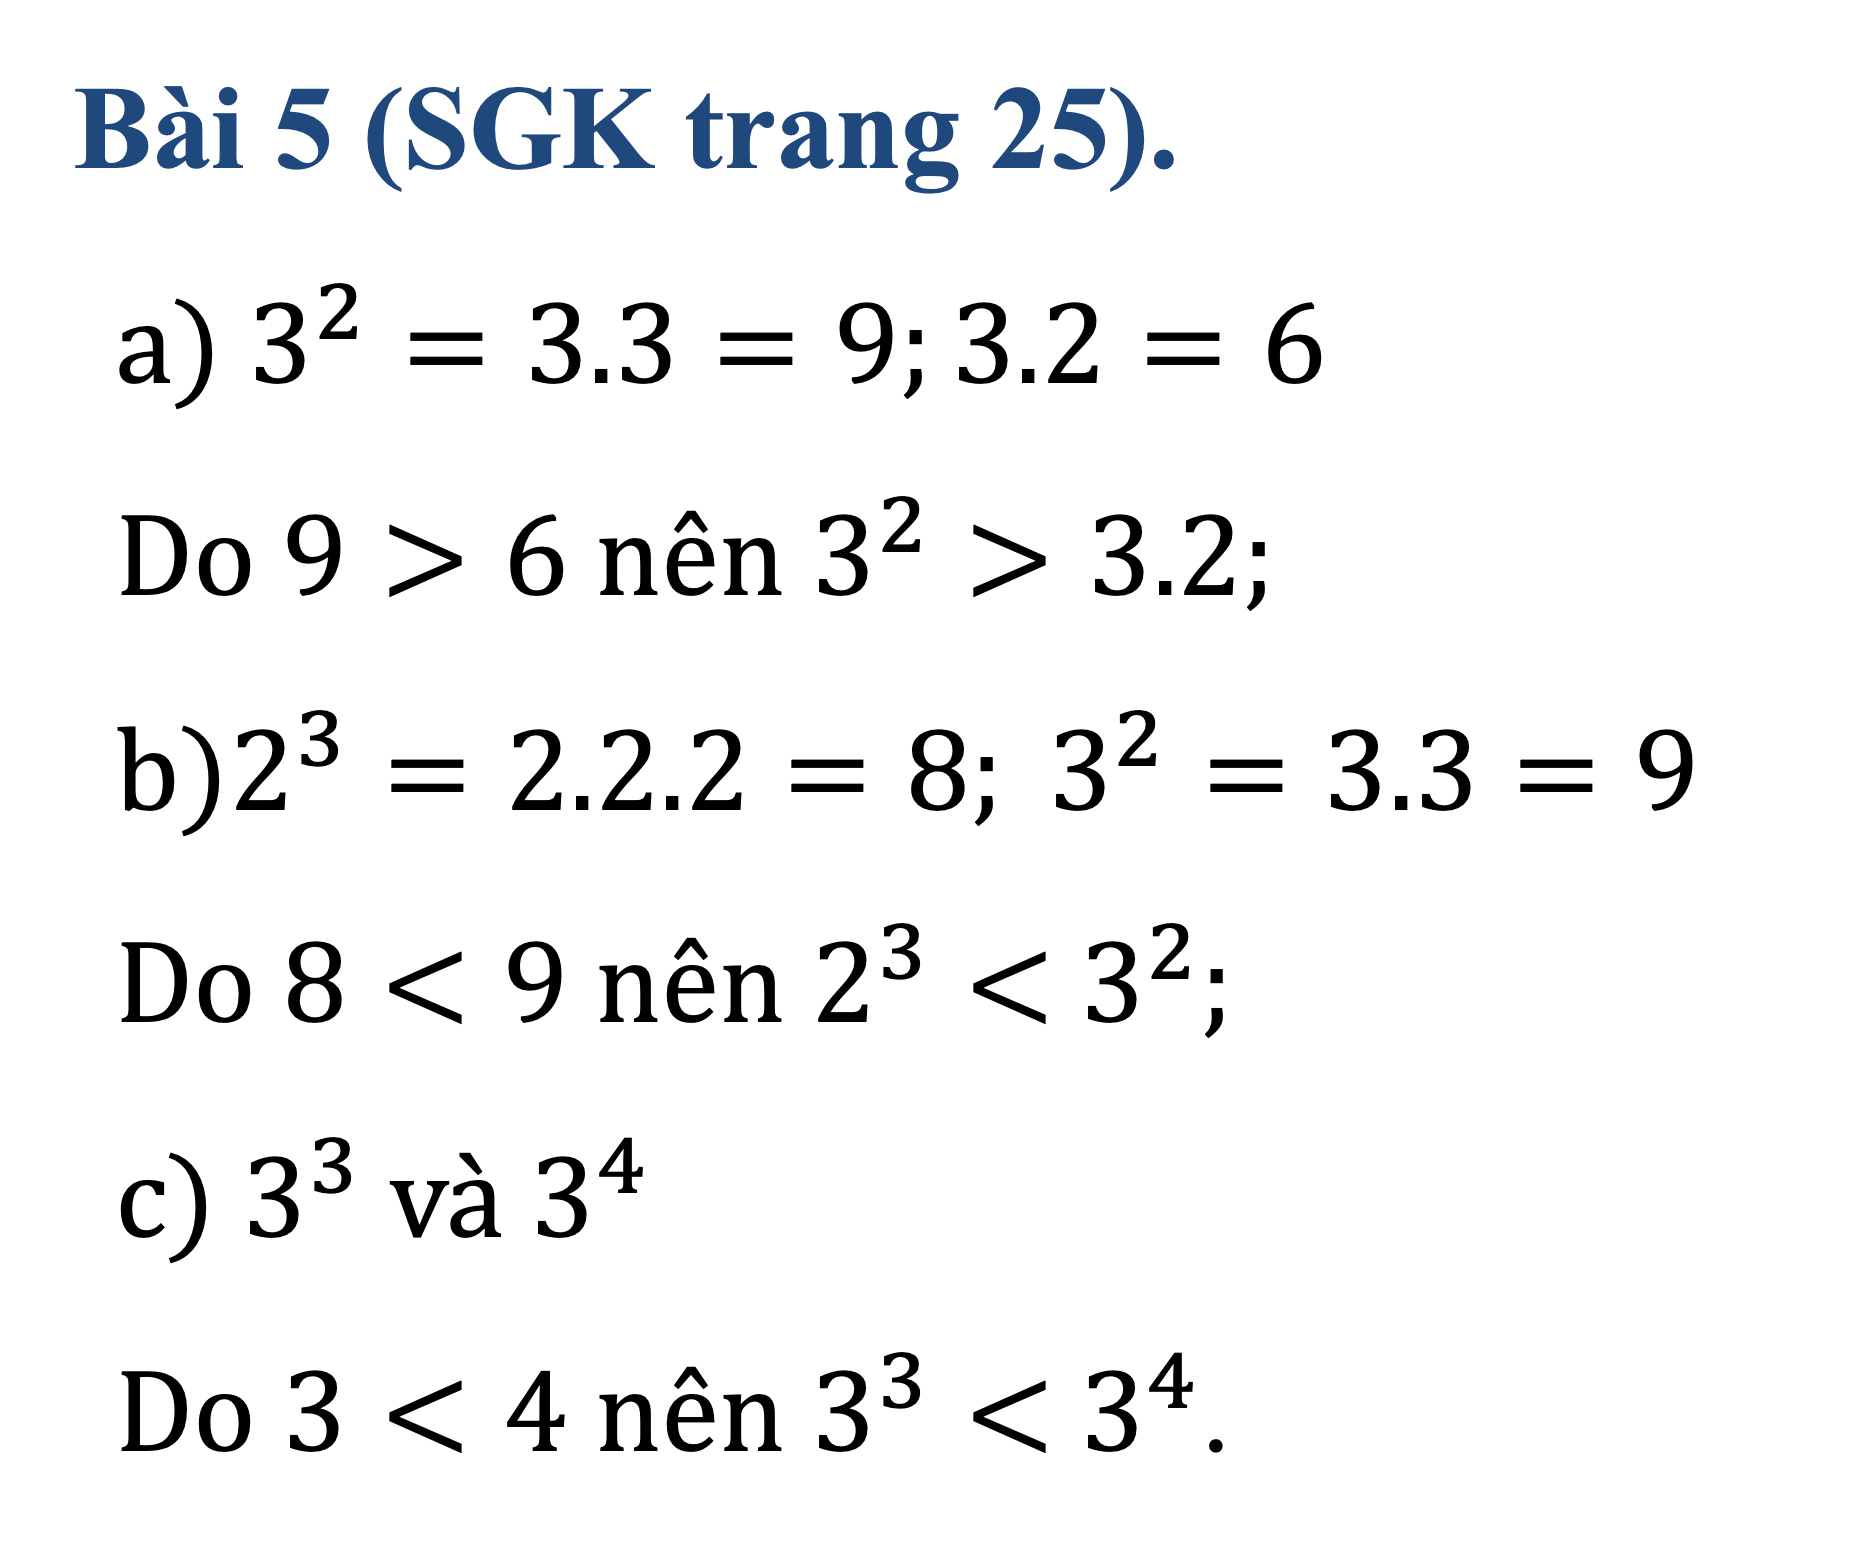 Bài 5 (SGK trang 25).
a) 3² = 3.3 = 9; 3.2 = 6
Do 9 > 6 nên 3² > 3.2;
b)2³ = 2.2.2 = 8; 3² = 3.3 = 9
Do 8 < 9 nên 2³ < 3²;
c) 3³ và 3⁴
Do 3 < 4 nên 3³ < 3⁴.